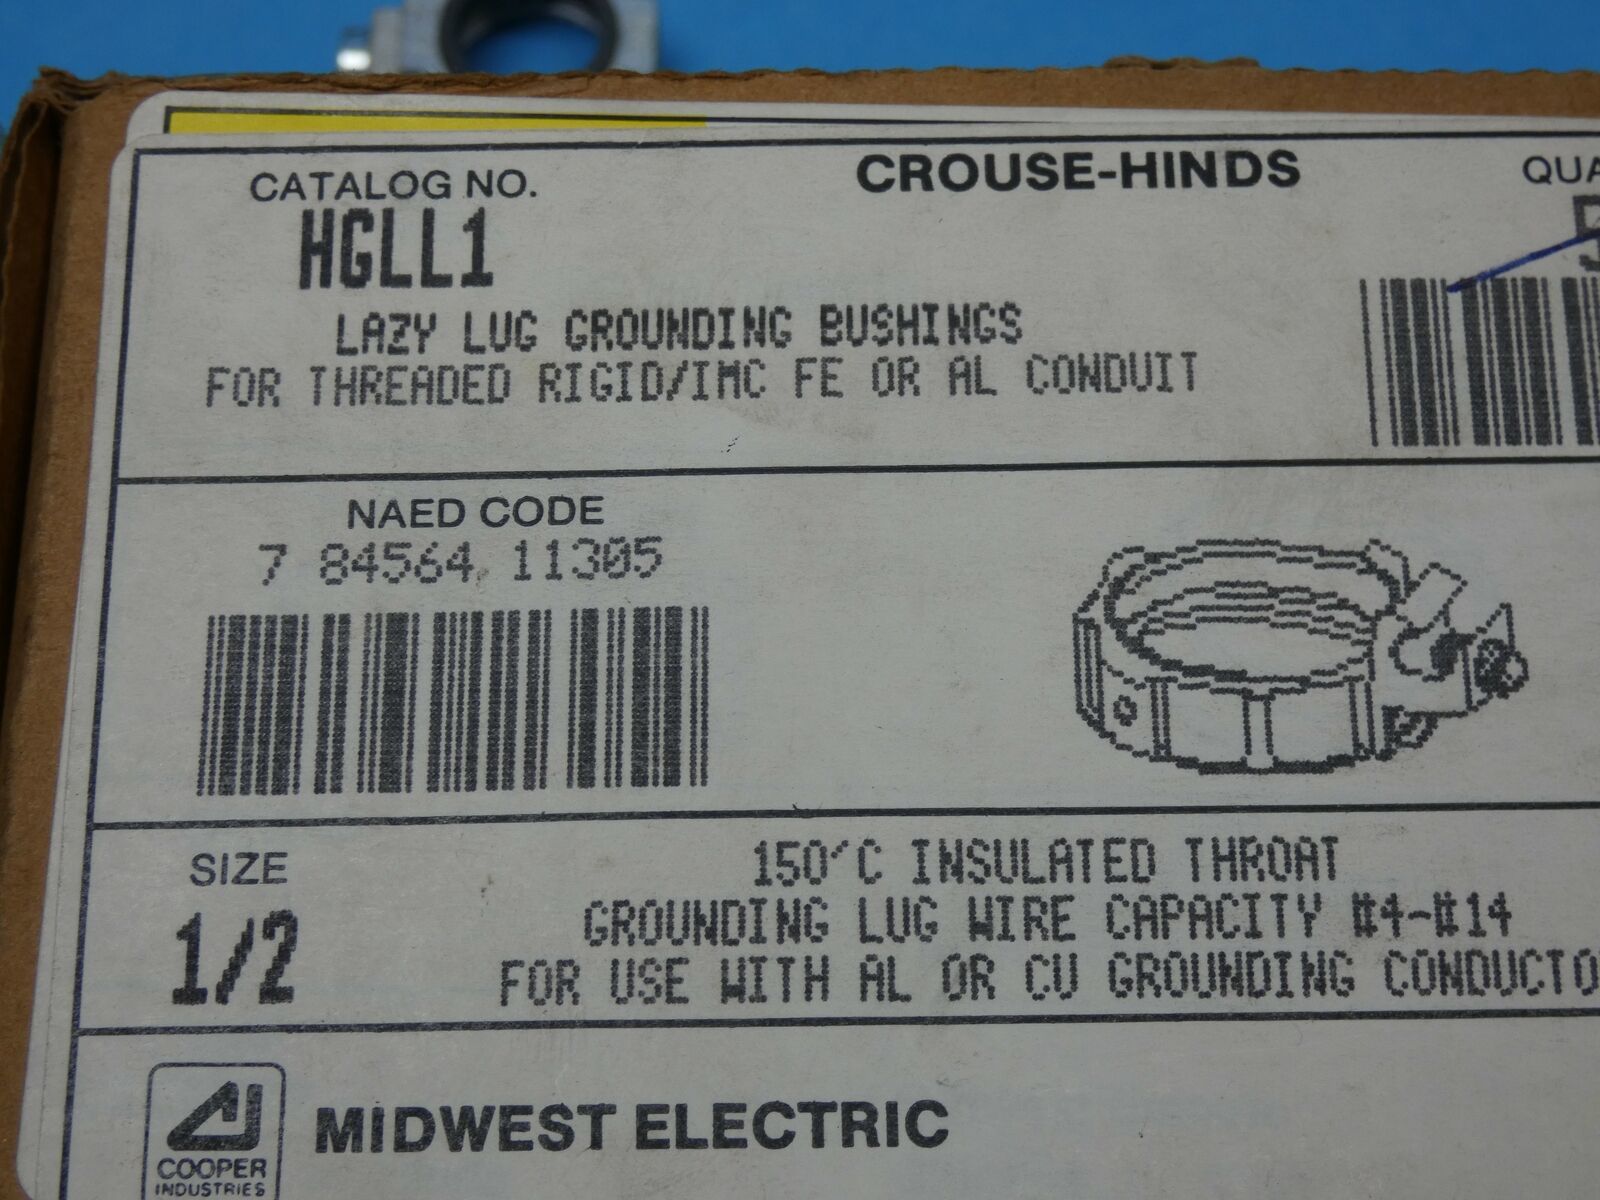 CATALOG NO.
CROUSE-HINDS
HGLL1
LAZY LUG GROUNDING BUSHINGS
FOR THREADED RIGID/IMC FE OR AL CONDUIT
NAED CODE
7 84564 11305
SIZE
1/2
150'C INSULATED THROAT
GROUNDING LUG WIRE CAPACITY #4-#14
FOR USE WITH AL OR CU GROUNDING
COOPER
INDUSTRIES
MIDWEST ELECTRIC